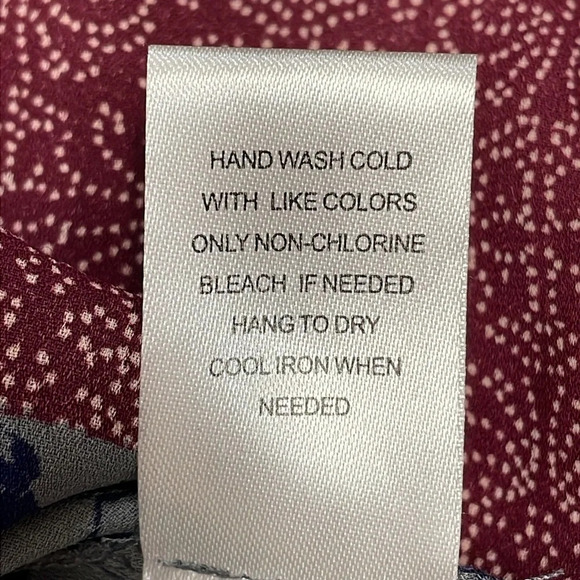 HAND WASH COLD
WITH LIKE COLORS
ONLY NON-CHLORINE
BLEACH IF NEEDED
HANG TO DRY
COOL IRON WHEN
NEEDED